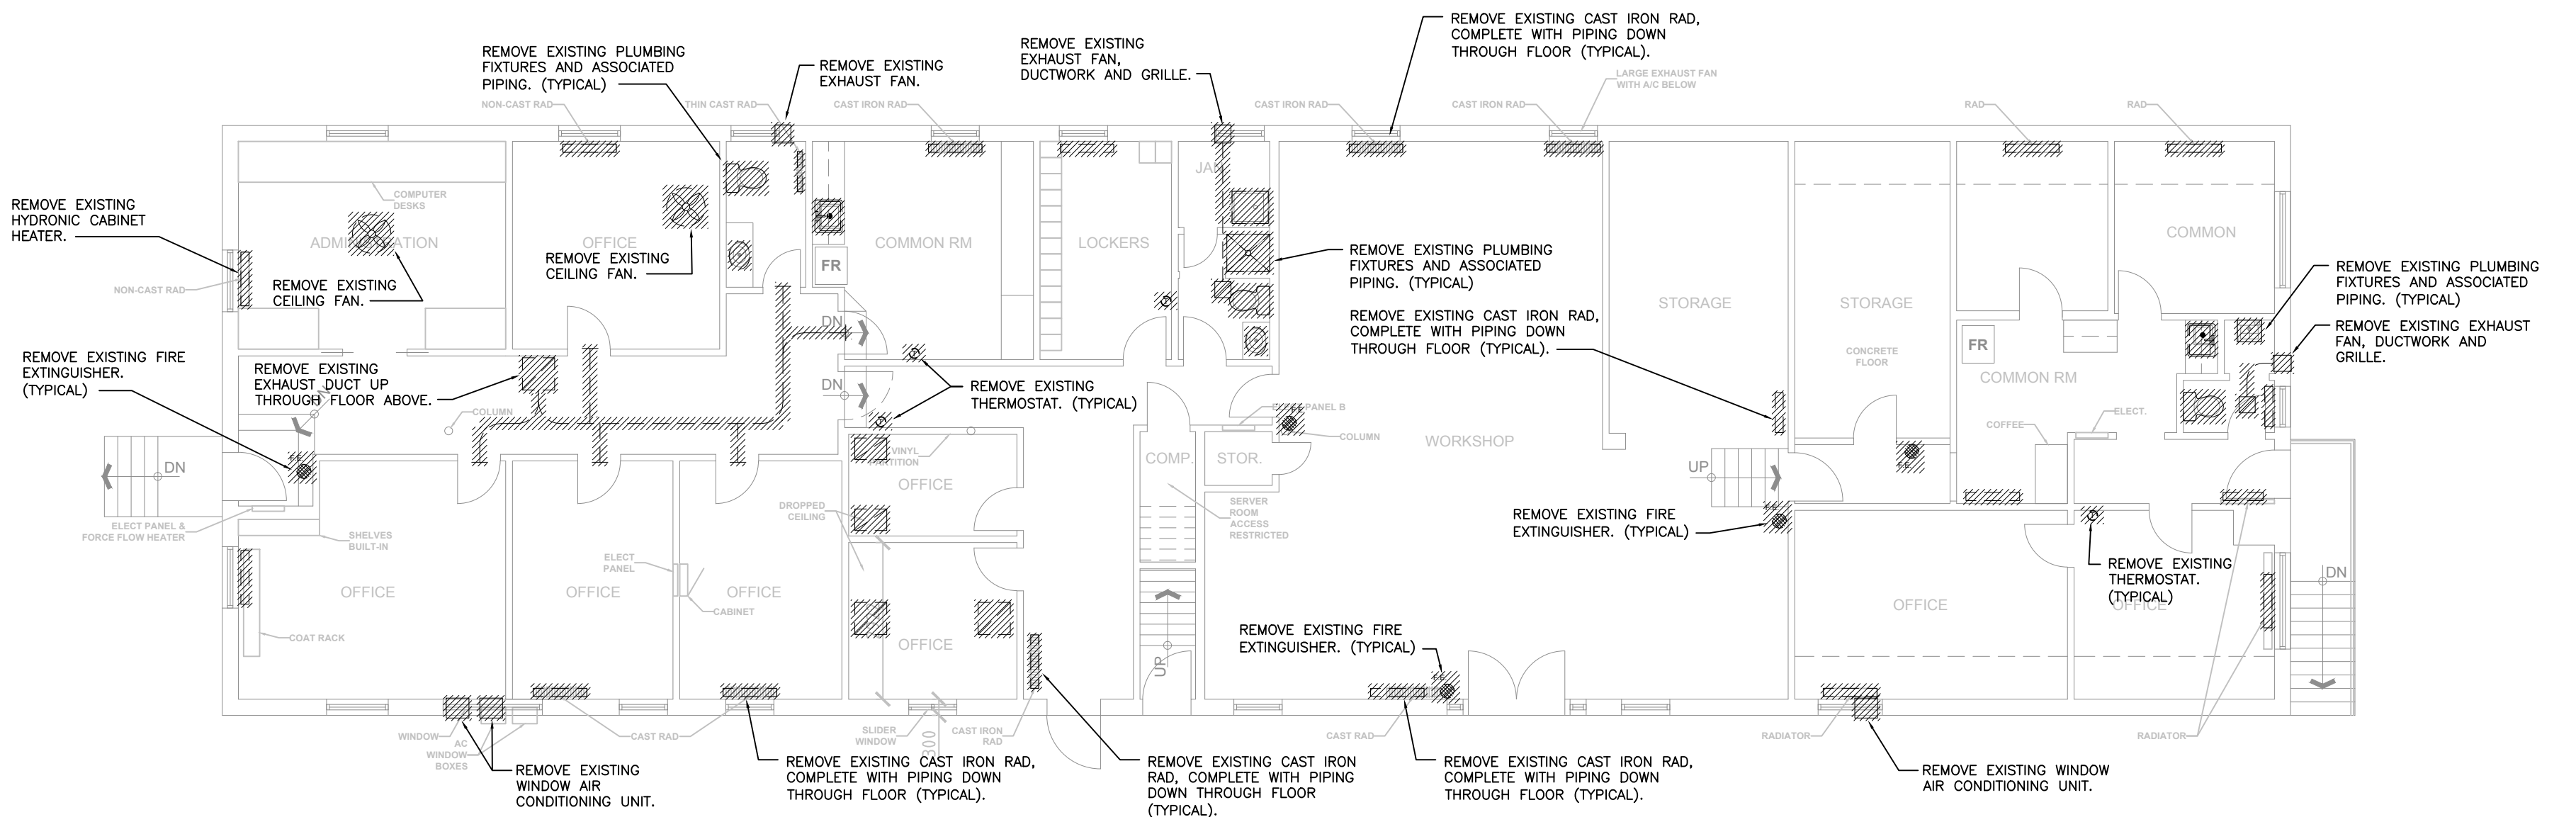 REMOVE EXISTING CAST IRON RAD,
COMPLETE WITH PIPING DOWN
THROUGH FLOOR (TYPICAL).
REMOVE EXISTING PLUMBING
FIXTURES AND ASSOCIATED
PIPING. (TYPICAL)
REMOVE EXISTING
EXHAUST FAN.
REMOVE EXISTING
EXHAUST FAN,
DUCTWORK AND GRILLE.
LARGE EXHAUST FAN
WITH A/C BELOW
NON-CAST RAD
THIN CAST RAD
CAST IRON RAD
CAST IRON RAD
CAST IRON RAD
RAD
RAD
JAN
COMPUTER
DESKS
REMOVE EXISTING
HYDRONIC CABINET
HEATER.
NON-CAST RAD
OFFICE
COMMON RM
LOCKERS
FR
REMOVE EXISTING
CEILING FAN.
REMOVE EXISTING
CEILING FAN.
REMOVE EXISTING PLUMBING
FIXTURES AND ASSOCIATED
PIPING. (TYPICAL)
STORAGE
STORAGE
COMMON
REMOVE EXISTING PLUMBING
FIXTURES AND ASSOCIATED
PIPING. (TYPICAL)
REMOVE EXISTING CAST IRON RAD,
COMPLETE WITH PIPING DOWN
THROUGH FLOOR (TYPICAL).
REMOVE EXISTING EXHAUST
FAN, DUCTWORK AND
GRILLE.
DN
DN
FR
CONCRETE
FLOOR
COMMON RM
REMOVE EXISTING FIRE
EXTINGUISHER.
(TYPICAL)
REMOVE EXISTING
EXHAUST DUCT UP
THROUGH FLOOR ABOVE.
REMOVE EXISTING
THERMOSTAT. (TYPICAL)
COLUMN
ELECT PANEL B
COLUMN
WORKSHOP
COFFEE
ELECT.
VINYL
PARTITION
COMP.
STOR.
DN
UP
F.E.
F.E.
F.E.
F.E.
OFFICE
DROPPED
CEILING
SERVER
ROOM
ACCESS
RESTRICTED
REMOVE EXISTING FIRE
EXTINGUISHER. (TYPICAL)
ELECT PANEL &
FORCE FLOW HEATER
SHELVES
BUILT-IN
ELECT
PANEL
OFFICE
OFFICE
OFFICE
CABINET
COAT RACK
OFFICE
UP
REMOVE EXISTING FIRE
EXTINGUISHER. (TYPICAL)
F.E.
REMOVE EXISTING
THERMOSTAT.
(TYPICAL)
OFFICE
OFFICE
DN
WINDOW
AC
WINDOW
BOXES
CAST RAD
SLIDER
WINDOW
300
CAST IRON
RAD
CAST RAD
RADIATOR
RADIATOR
REMOVE EXISTING
WINDOW AIR
CONDITIONING UNIT.
REMOVE EXISTING CAST IRON RAD,
COMPLETE WITH PIPING DOWN
THROUGH FLOOR (TYPICAL).
REMOVE EXISTING CAST IRON
RAD, COMPLETE WITH PIPING
DOWN THROUGH FLOOR
(TYPICAL).
REMOVE EXISTING CAST IRON RAD,
COMPLETE WITH PIPING DOWN
THROUGH FLOOR (TYPICAL).
REMOVE EXISTING WINDOW
AIR CONDITIONING UNIT.